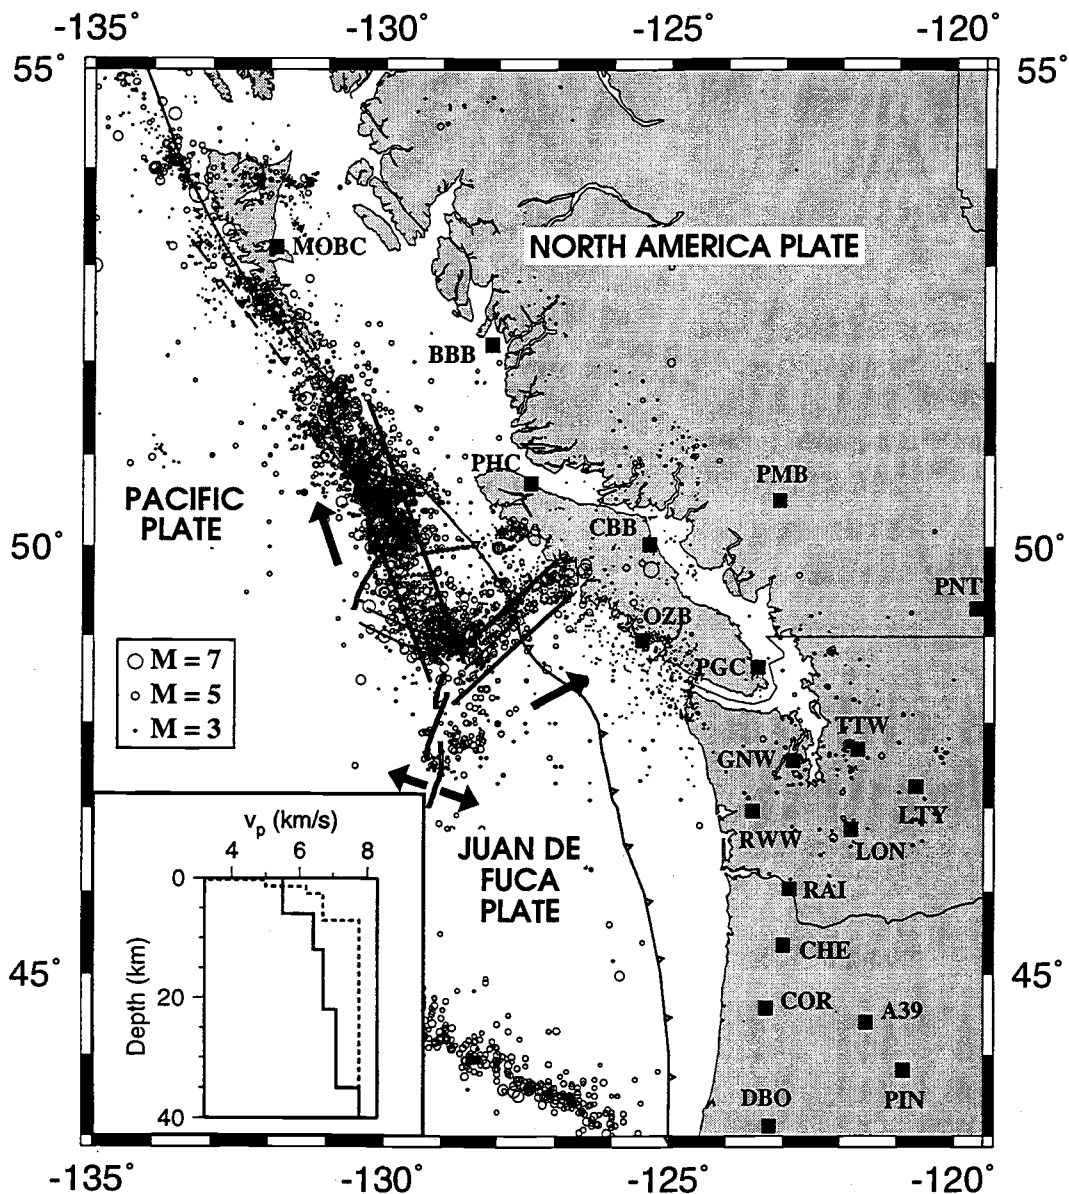 -135° -130° -125° -120°
55° 55°
MOBC
NORTH AMERICA PLATE
BBB
PHC
PMB
PACIFIC
PLATE
CBB
50° 50°
PNT
OZB
PGC
M = 7
M = 5
M = 3
TTW
GNW
LTY
RWW
LON
vp (km/s)
4 6 8
JUAN DE
FUCA
PLATE
RAI
0
CHE
Depth (km)
45° 45°
20
COR
A39
DBO
PIN
40
-135° -130° -125° -120°